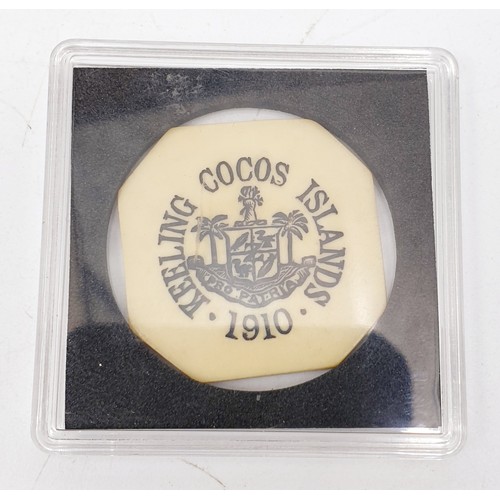 · KEELING COCOS ISLANDS ·
PRO PATRIA
· 1910 ·